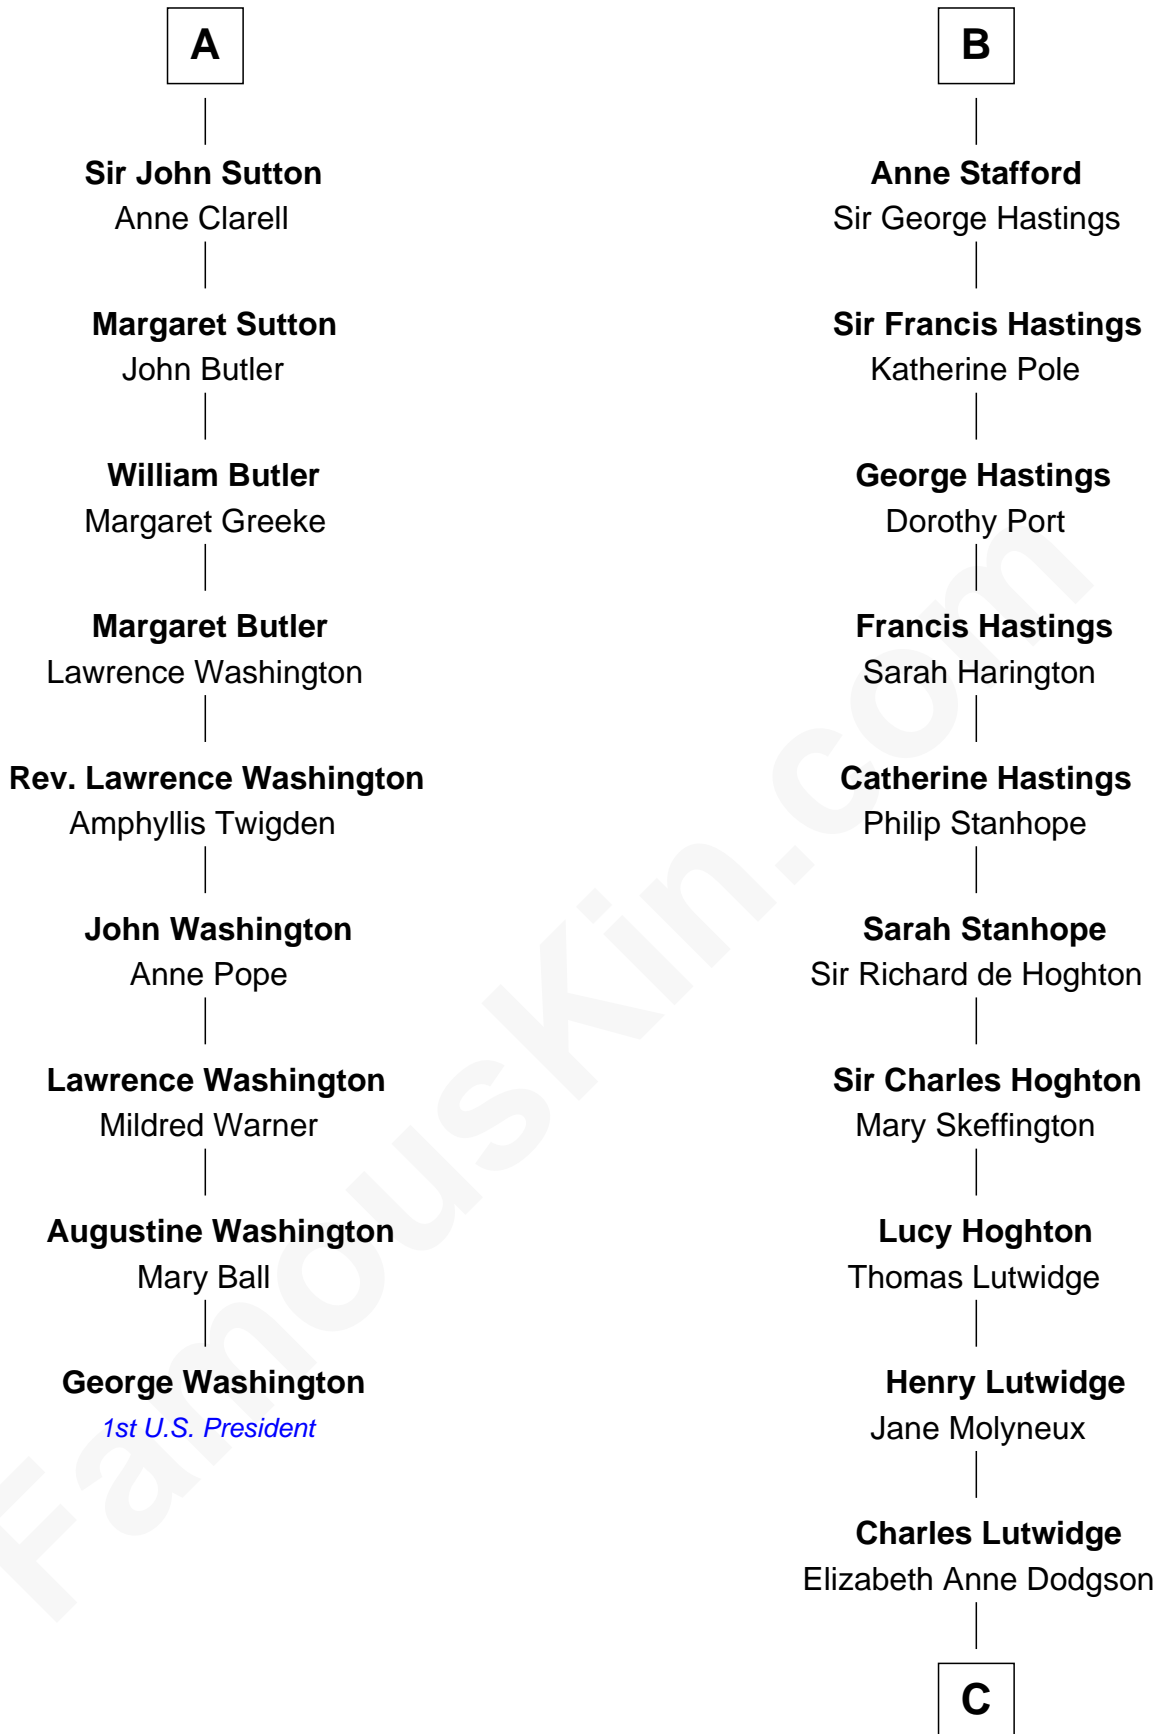 A
Sir John Sutton
Anne Clarell
Margaret Sutton
John Butler
William Butler
Margaret Greeke
Margaret Butler
Lawrence Washington
Rev. Lawrence Washington
Amphyllis Twigden
John Washington
Anne Pope
Lawrence Washington
Mildred Warner
Augustine Washington
Mary Ball
George Washington
1st U.S. President
B
Anne Stafford
Sir George Hastings
Sir Francis Hastings
Katherine Pole
George Hastings
Dorothy Port
Francis Hastings
Sarah Harington
Catherine Hastings
Philip Stanhope
Sarah Stanhope
Sir Richard de Hoghton
Sir Charles Hoghton
Mary Skeffington
Lucy Hoghton
Thomas Lutwidge
Henry Lutwidge
Jane Molyneux
Charles Lutwidge
Elizabeth Anne Dodgson
C
FamousKin.com